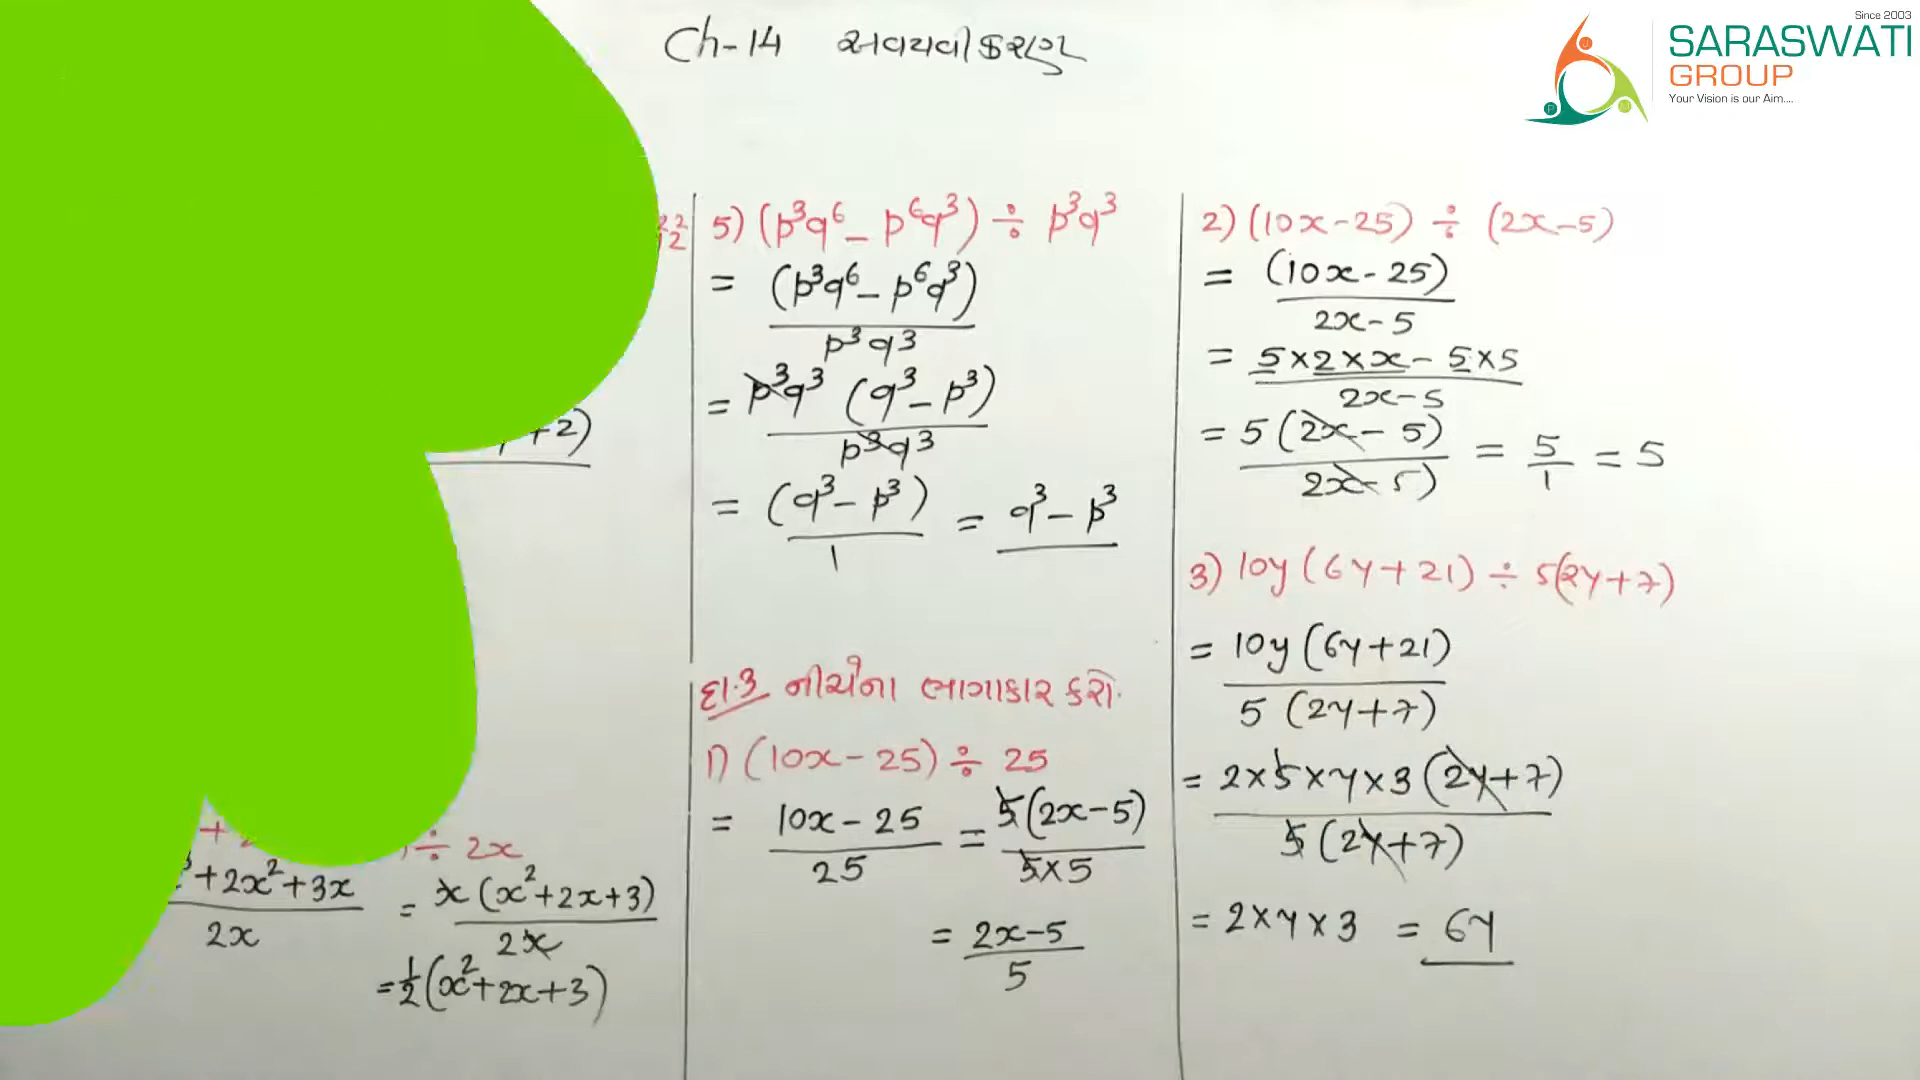 Ch-14 અવયવીકરણ
Since 2003
SARASWATI
GROUP
Your Vision is our Aim....
+2)
÷ 2x
+2x²+3x
2x
= x(x²+2x+3)
2x
=1/2(x²+2x+3)
5) (p³q⁶ - p⁶q³) ÷ p³q³
= (p³q⁶ - p⁶q³)
p³q³
= p³q³ (q³ - p³)
p³q³
= (q³ - p³) = q³ - p³
1
દા.3 નીચેના ભાગાકાર કરો.
1) (10x - 25) ÷ 25
= 10x - 25 = 5(2x-5)
25 5×5
= 2x-5
5
2) (10x-25) ÷ (2x-5)
= (10x-25)
2x-5
= 5×2×x - 5×5
2x-5
= 5(2x-5) = 5 = 5
2x-5) 1
3) 10y(6y+21) ÷ 5(2y+7)
= 10y(6y+21)
5 (2y+7)
= 2×5×y×3(2y+7)
5(2y+7)
= 2×y×3 = 6y